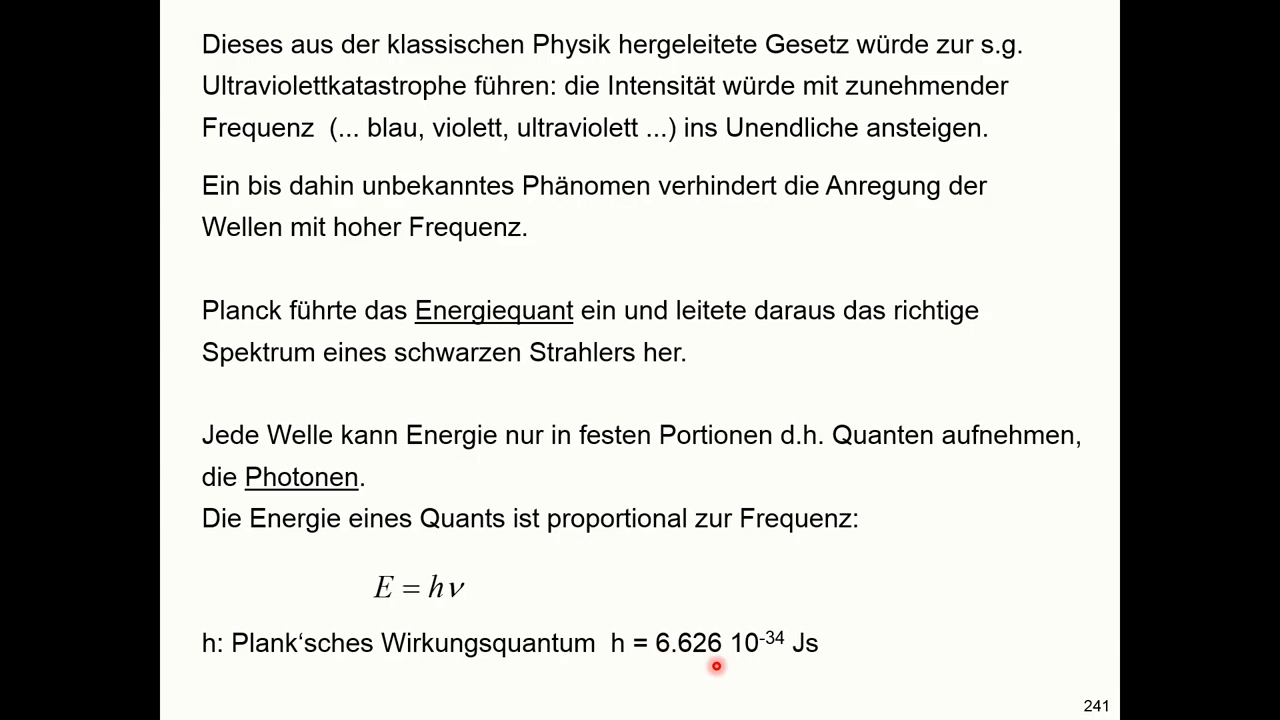 Dieses aus der klassischen Physik hergeleitete Gesetz würde zur s.g.
Ultraviolettkatastrophe führen: die Intensität würde mit zunehmender
Frequenz  (... blau, violett, ultraviolett ...) ins Unendliche ansteigen.
Ein bis dahin unbekanntes Phänomen verhindert die Anregung der
Wellen mit hoher Frequenz.
Planck führte das Energiequant ein und leitete daraus das richtige
Spektrum eines schwarzen Strahlers her.
Jede Welle kann Energie nur in festen Portionen d.h. Quanten aufnehmen,
die Photonen.
Die Energie eines Quants ist proportional zur Frequenz:
E = hν
h: Plank‘sches Wirkungsquantum  h = 6.626 10⁻³⁴ Js
241